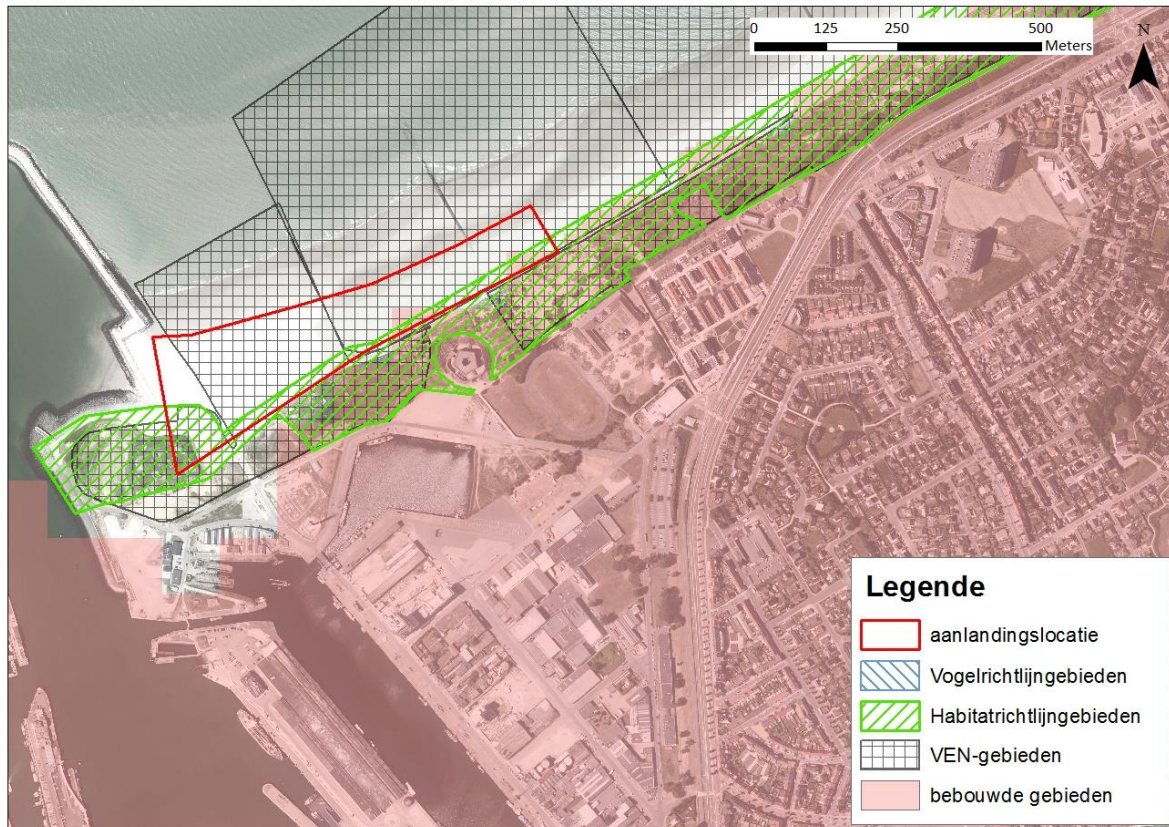 0 125 250 500
Meters
N
Legende
aanlandingslocatie
Vogelrichtlijngebieden
Habitatrichtlijngebieden
VEN-gebieden
bebouwde gebieden